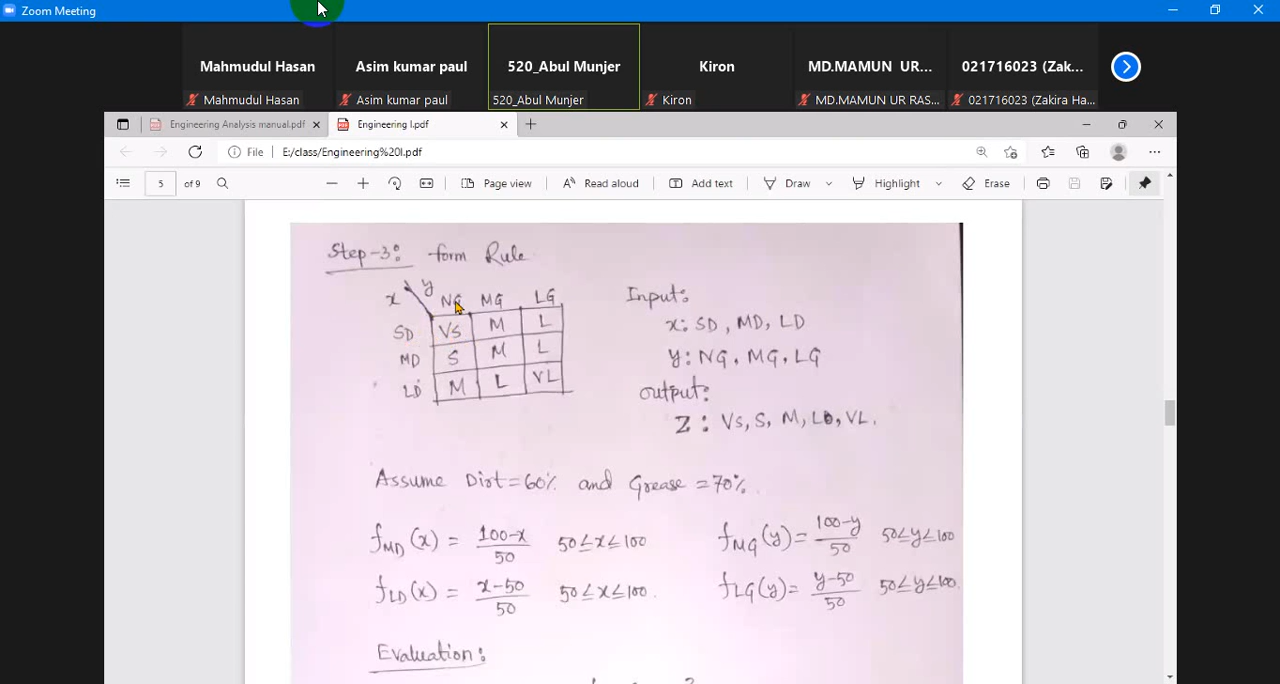 Zoom Meeting
Mahmudul Hasan
Asim kumar paul
520_Abul Munjer
Kiron
MD.MAMUN UR...
021716023 (Zak...
Mahmudul Hasan
Asim kumar paul
520_Abul Munjer
Kiron
MD.MAMUN UR RAS...
021716023 (Zakira Ha...
Engineering Analysis manual.pdf
Engineering I.pdf
File
E:/class/Engineering%20I.pdf
5 of 9
Page view
Read aloud
Add text
Draw
Highlight
Erase
Step-3: form Rule
x y NG MG LG
SD VS M L
MD S M L
LD M L VL
Input:
x: SD, MD, LD
y: NG, MG, LG
output:
Z: VS, S, M, L, VL.
Assume Dirt = 60% and Grease = 70%.
f_MD(x) = 100-x / 50 50≤x≤100
f_MG(y) = 100-y / 50 50≤y≤100
f_LD(x) = x-50 / 50 50≤x≤100.
f_LG(y) = y-50 / 50 50≤y≤100.
Evaluation: